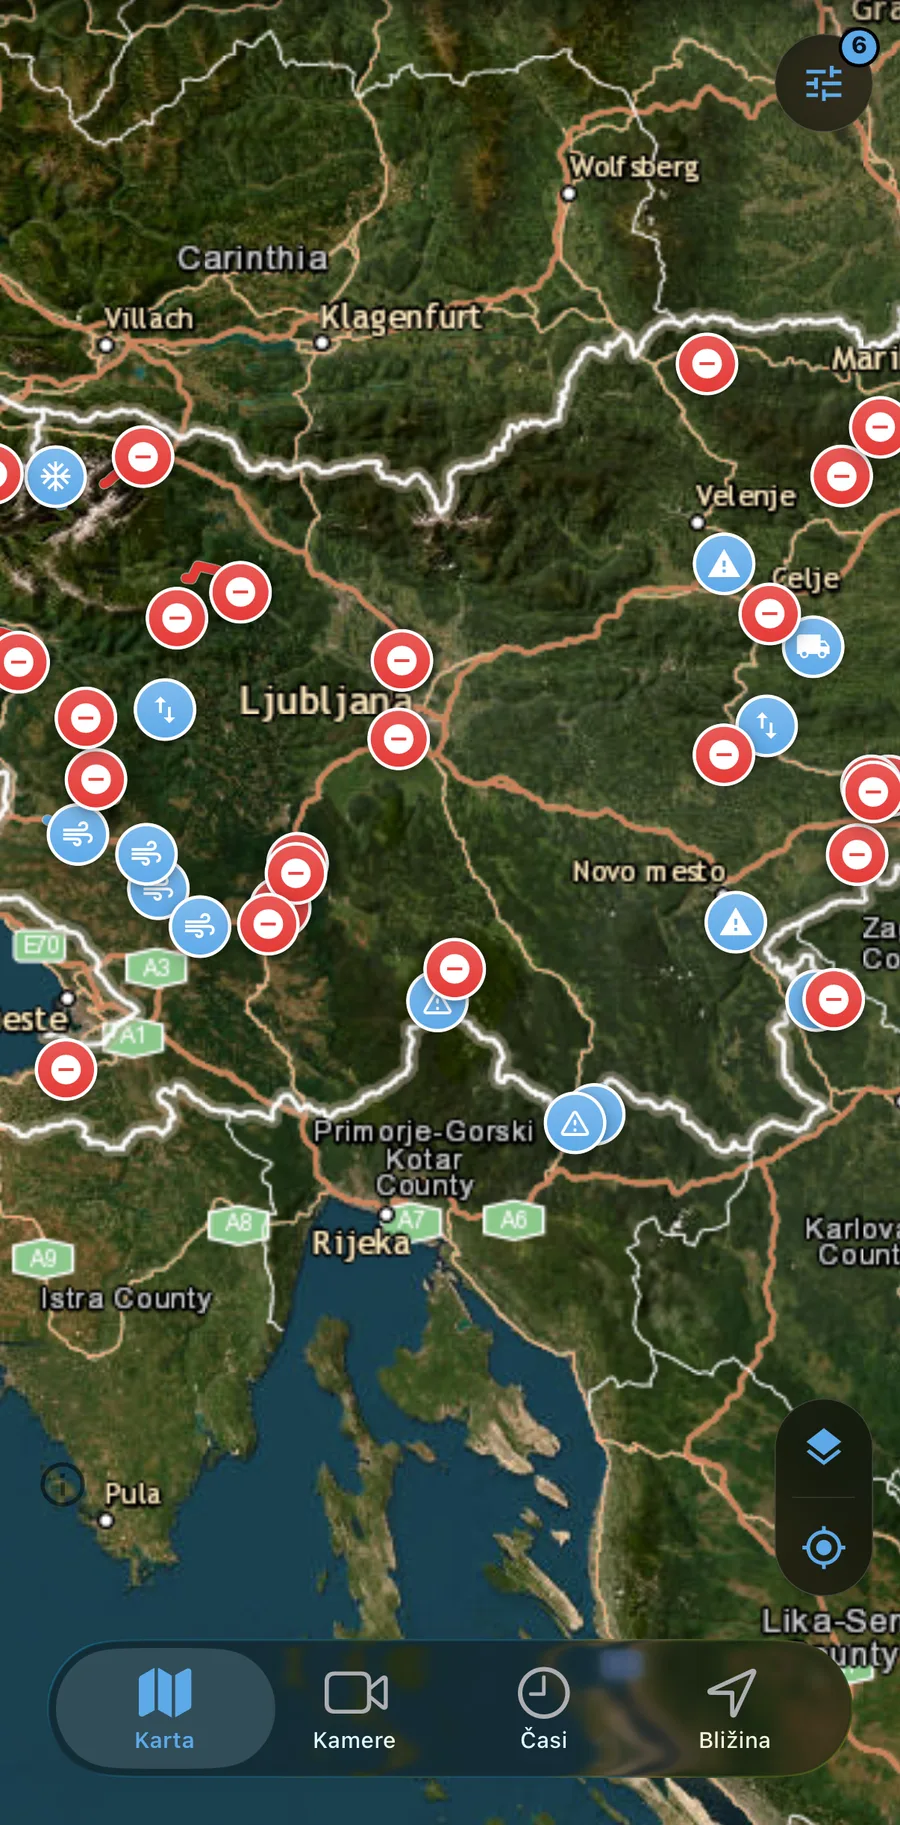 Gra
6
Wolfsberg
Carinthia
Villach
Klagenfurt
Mari
Velenje
Celje
Ljubljana
Novo mesto
Za
Co
E70
A3
este
A1
Primorje-Gorski
Kotar
County
A8
A7
A6
Rijeka
A9
Karlova
Count
Istra County
Pula
Lika-Sen
ounty
Karta
Kamere
Časi
Bližina